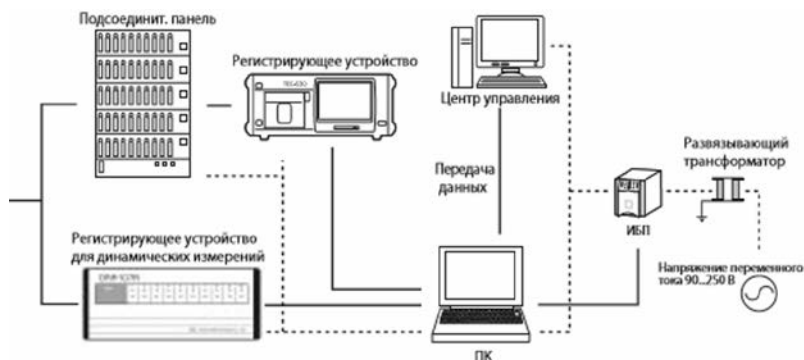 Подсоединит. панель
Регистрирующее устройство
Центр управления
Передача
данных
Развязывающий
трансформатор
ИБП
Регистрирующее устройство
для динамических измерений
Напряжение переменного
тока 90...250 В
ПК